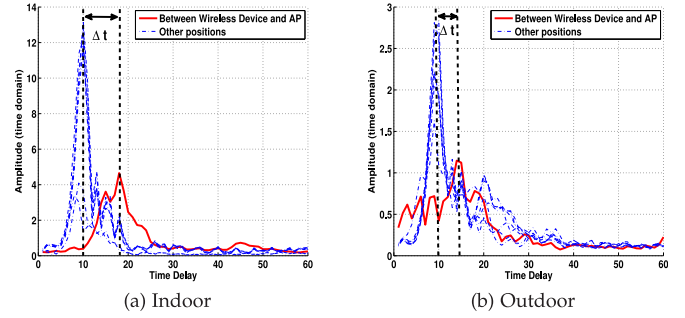 14
12
10
8
6
4
2
0
0
10
20
30
40
50
60
Amplitude (time domain)
Time Delay
Δ t
Between Wireless Device and AP
Other positions
(a) Indoor
3
2.5
2
1.5
1
0.5
0
0
10
20
30
40
50
60
Amplitude (time domain)
Time Delay
Δ t
Between Wireless Device and AP
Other positions
(b) Outdoor